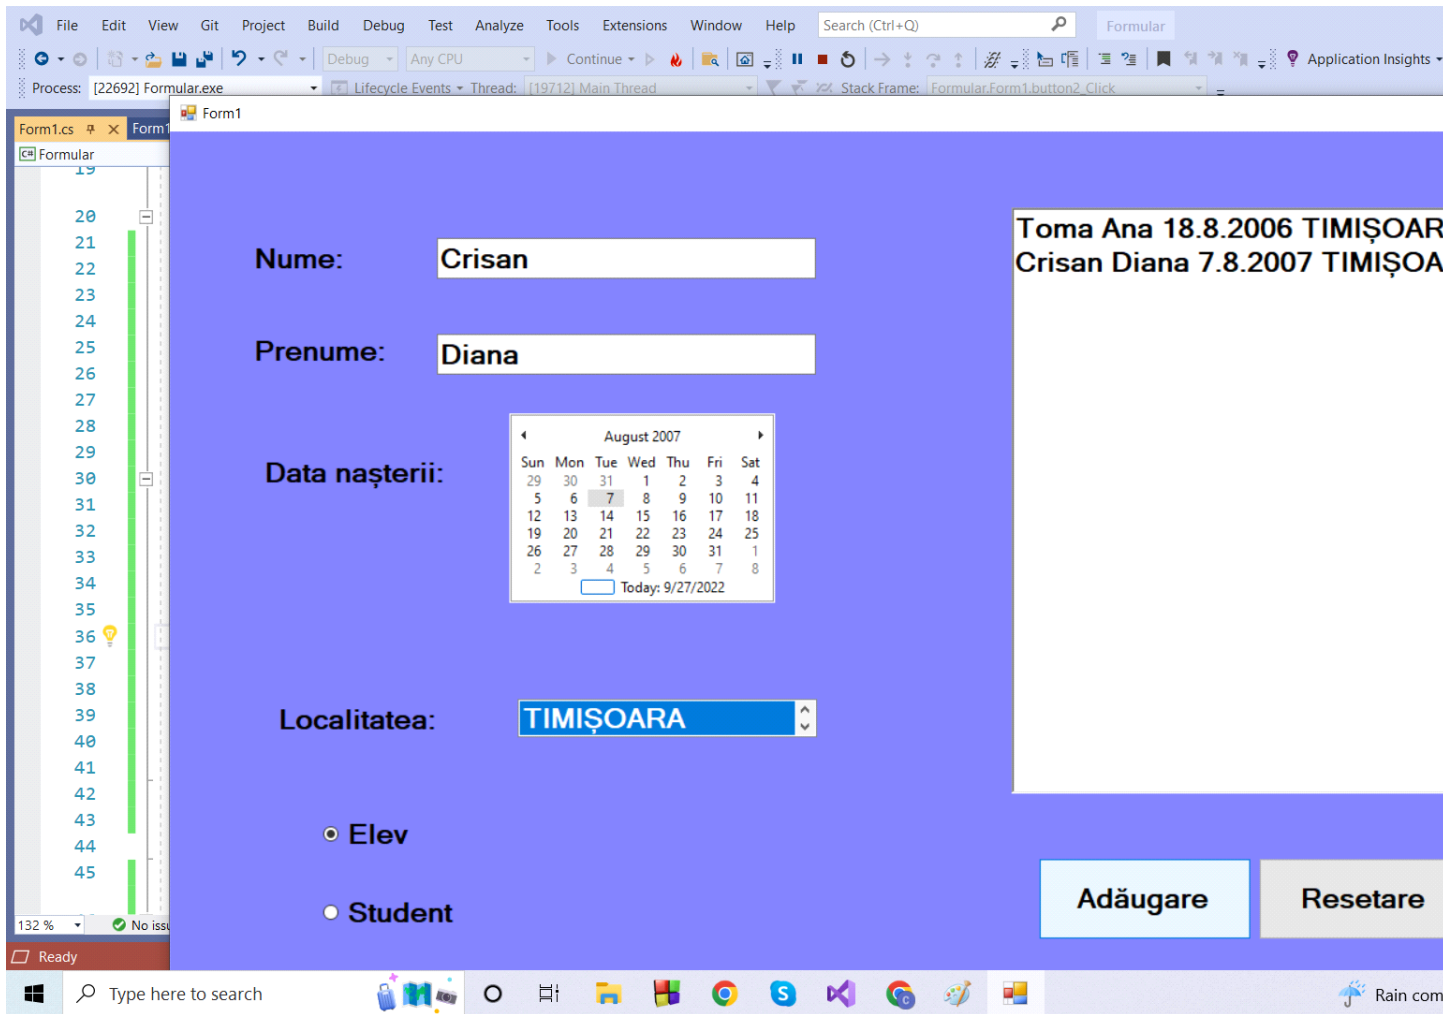 File Edit View Git Project Build Debug Test Analyze Tools Extensions Window Help Search (Ctrl+Q) Formular
Debug Any CPU Continue Application Insights
Process: [22692] Formular.exe Lifecycle Events Thread: [19712] Main Thread Stack Frame: Formular.Form1.button2_Click
Form1
Form1.cs Form1
C# Formular
19
20
21
22
23
24
25
26
27
28
29
30
31
32
33
34
35
36
37
38
39
40
41
42
43
44
45
Nume: Crisan
Prenume: Diana
Data nașterii:
August 2007
Sun Mon Tue Wed Thu Fri Sat
29 30 31 1 2 3 4
5 6 7 8 9 10 11
12 13 14 15 16 17 18
19 20 21 22 23 24 25
26 27 28 29 30 31 1
2 3 4 5 6 7 8
Today: 9/27/2022
Localitatea: TIMIȘOARA
Elev
Student
Toma Ana 18.8.2006 TIMIȘOAR
Crisan Diana 7.8.2007 TIMIȘOA
Adăugare Resetare
132 % No issu
Ready
Type here to search
Rain com